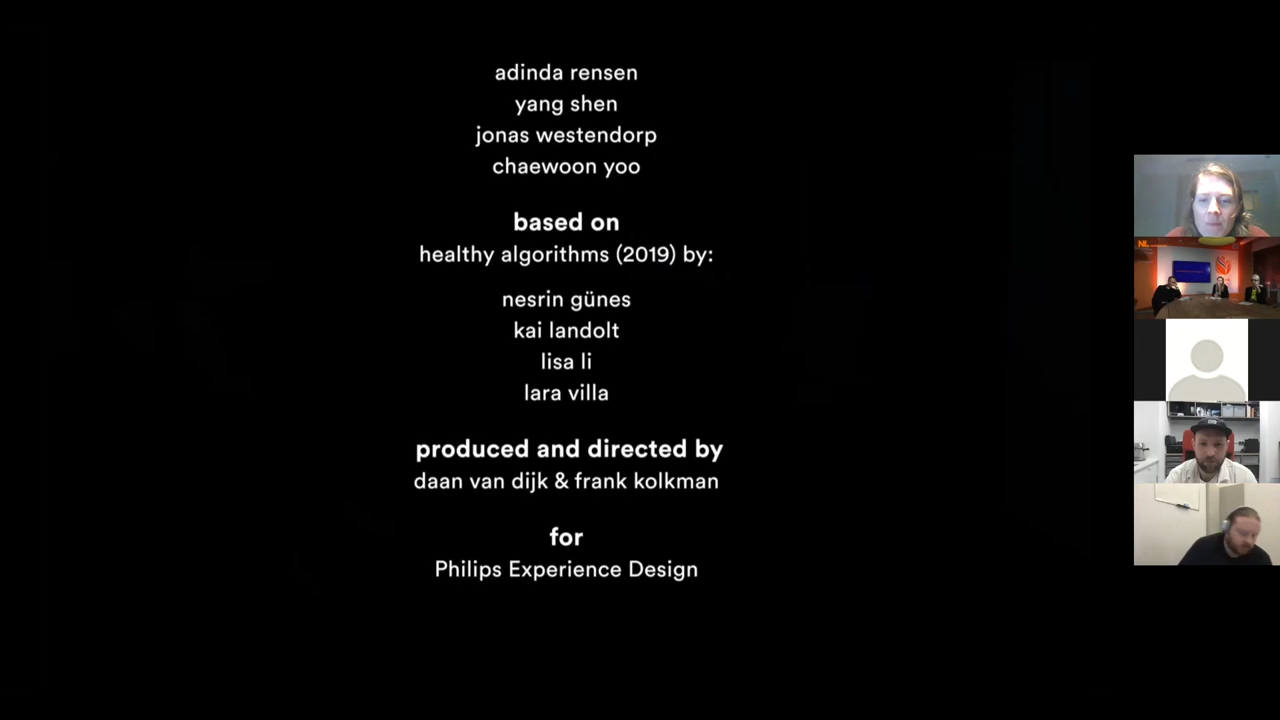 adinda rensen
yang shen
jonas westendorp
chaewoon yoo
based on
healthy algorithms (2019) by:
nesrin günes
kai landolt
lisa li
lara villa
produced and directed by
daan van dijk & frank kolkman
for
Philips Experience Design
NL